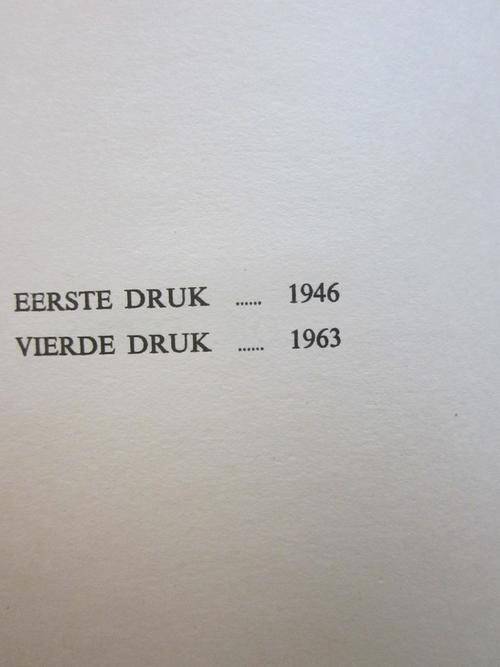 EERSTE DRUK ...... 1946
VIERDE DRUK ...... 1963